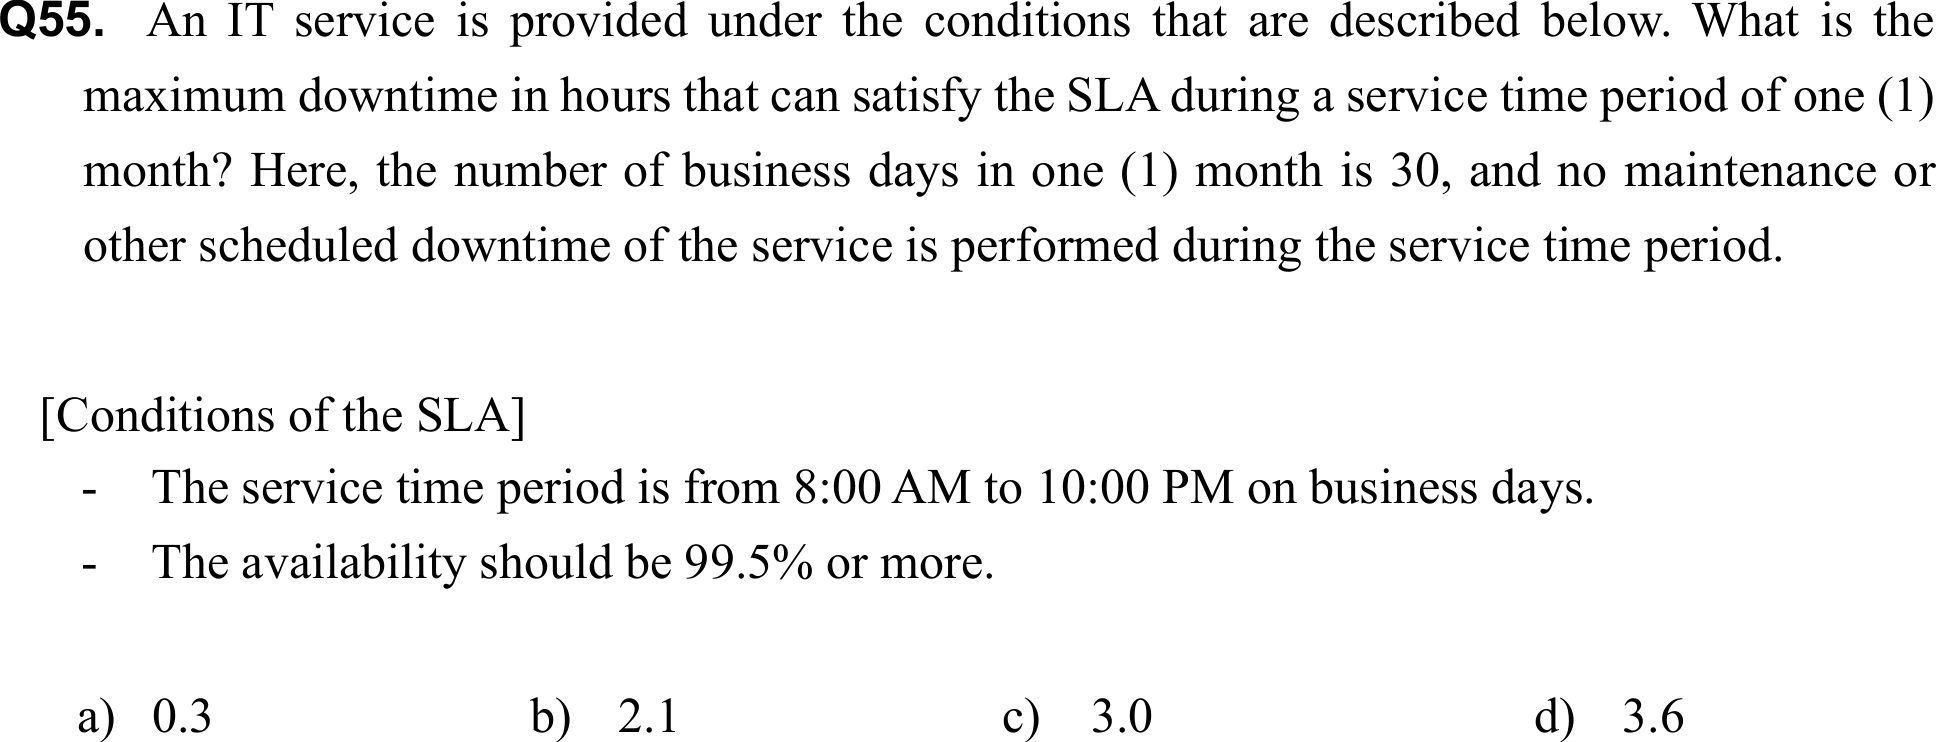 Q55. An IT service is provided under the conditions that are described below. What is the
maximum downtime in hours that can satisfy the SLA during a service time period of one (1)
month? Here, the number of business days in one (1) month is 30, and no maintenance or
other scheduled downtime of the service is performed during the service time period.
[Conditions of the SLA]
- The service time period is from 8:00 AM to 10:00 PM on business days.
- The availability should be 99.5% or more.
a) 0.3 b) 2.1 c) 3.0 d) 3.6